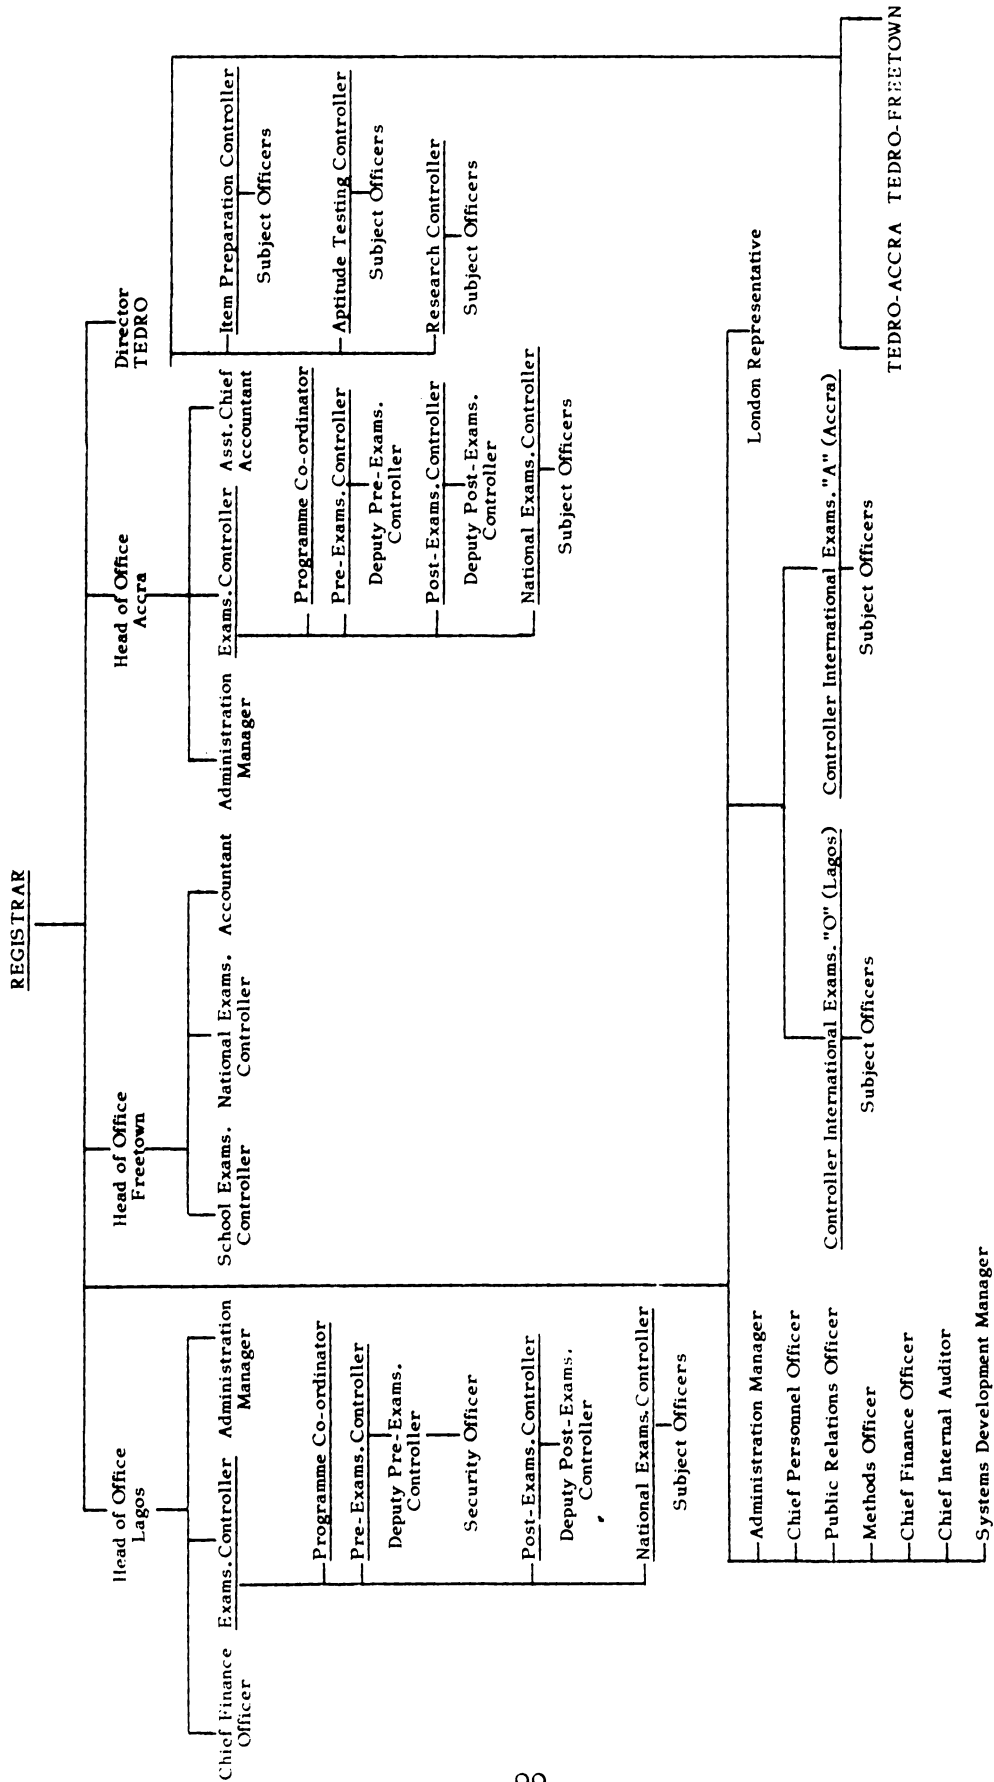 REGISTRAR
Head of Office
Lagos
Head of Office
Freetown
Head of Office
Accra
Director
TEDRO
Chief Finance
Officer
Exams. Controller
Administration
Manager
Programme Co-ordinator
Pre-Exams. Controller
Deputy Pre-Exams.
Controller
Security Officer
Post-Exams. Controller
Deputy Post-Exams.
Controller
National Exams. Controller
Subject Officers
School Exams.
Controller
National Exams.
Controller
Accountant
Administration
Manager
Exams. Controller
Asst. Chief
Accountant
Programme Co-ordinator
Pre-Exams. Controller
Deputy Pre-Exams.
Controller
Post-Exams. Controller
Deputy Post-Exams.
Controller
National Exams. Controller
Subject Officers
Item Preparation Controller
Subject Officers
Aptitude Testing Controller
Subject Officers
Research Controller
Subject Officers
Administration Manager
Chief Personnel Officer
Public Relations Officer
Methods Officer
Chief Finance Officer
Chief Internal Auditor
Systems Development Manager
Controller International Exams. "O" (Lagos)
Subject Officers
Controller International Exams. "A" (Accra)
Subject Officers
London Representative
TEDRO-ACCRA
TEDRO-FREETOWN